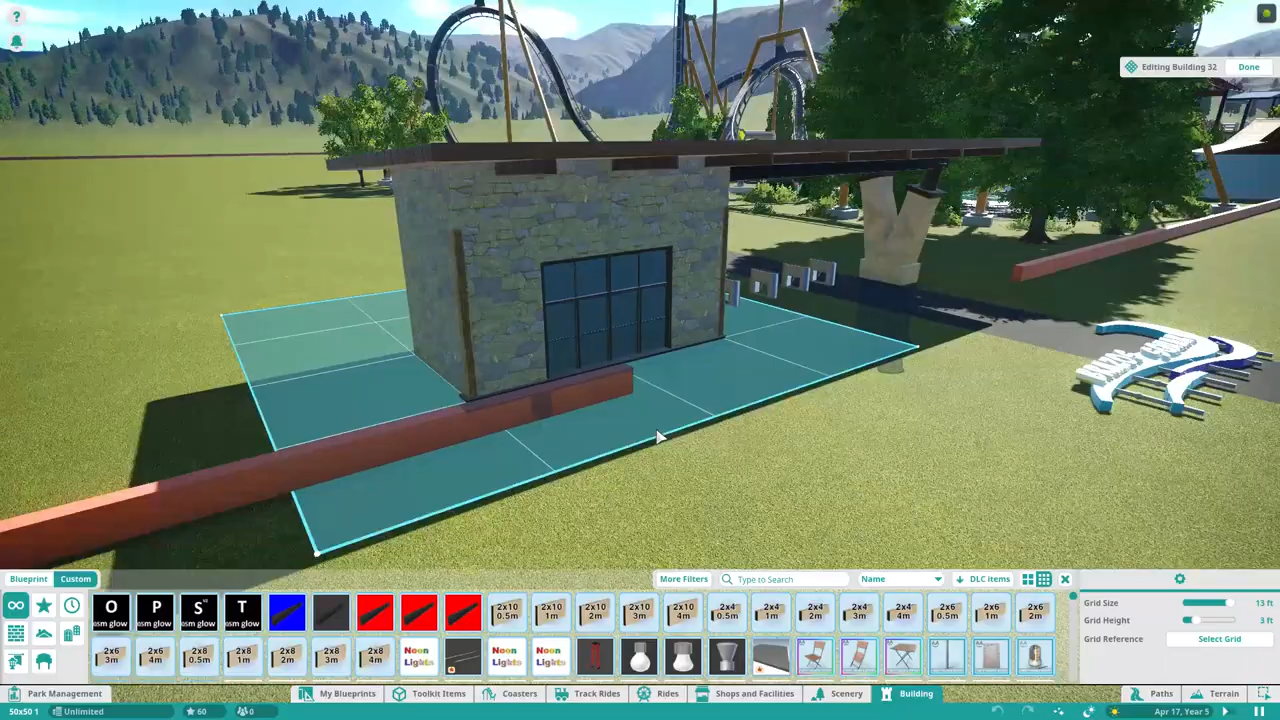 ?
Editing Building 32 Done
Blueprint Custom More Filters Type to Search Name DLC items
O P S T 2x10 0.5m 2x10 1m 2x10 2m 2x10 3m 2x10 4m 2x4 0.5m 2x4 1m 2x4 2m 2x4 3m 2x4 4m 2x6 0.5m 2x6 1m 2x6 2m
osm glow osm glow osm glow osm glow
2x6 3m 2x6 4m 2x8 0.5m 2x8 1m 2x8 2m 2x8 3m 2x8 4m Neon Lights Neon Lights Neon Lights
Grid Size 13 ft
Grid Height 3 ft
Grid Reference Select Grid
Park Management My Blueprints Toolkit Items Coasters Track Rides Rides Shops and Facilities Scenery Building Paths Terrain
50x50 1 Unlimited 60 0 Apr 17, Year 5